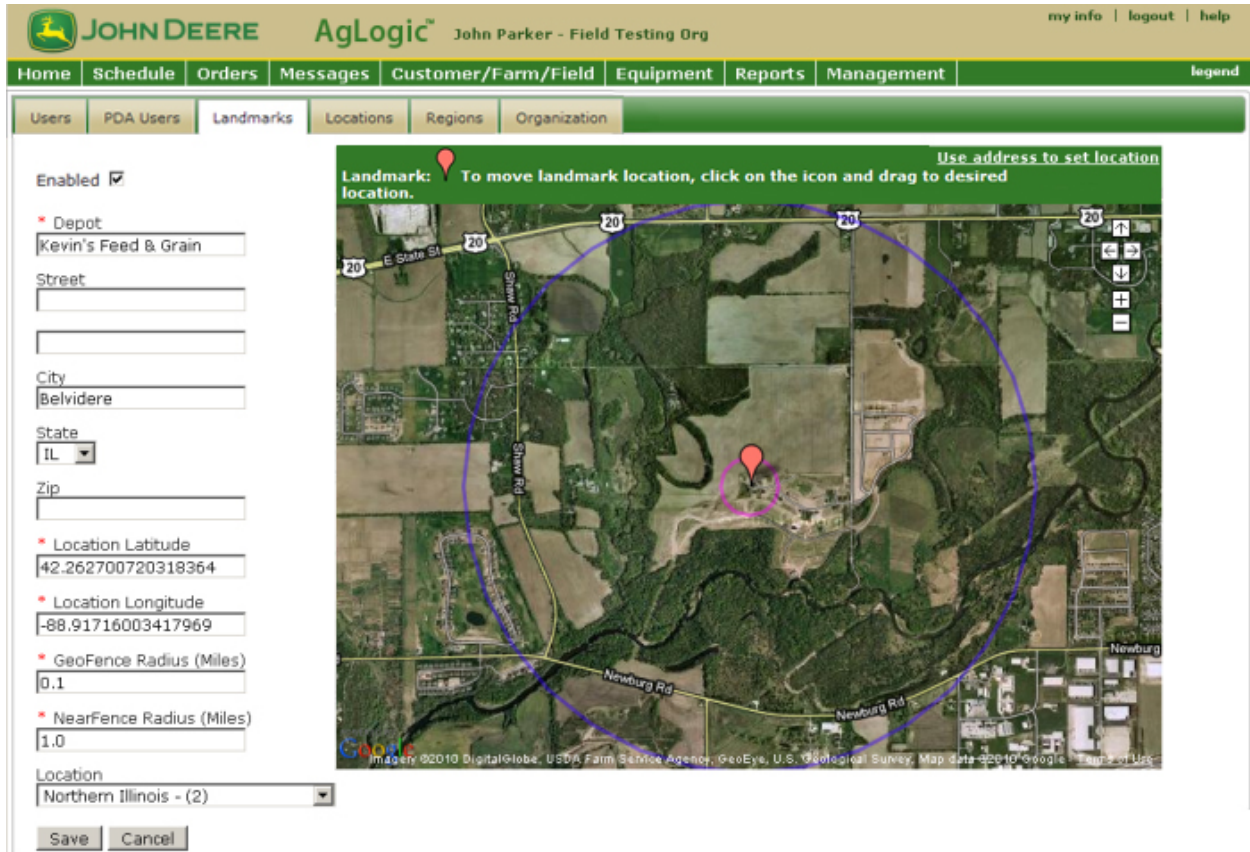 my info | logout | help
JOHN DEERE AgLogic™ John Parker - Field Testing Org
Home Schedule Orders Messages Customer/Farm/Field Equipment Reports Management legend
Users PDA Users Landmarks Locations Regions Organization
Use address to set location
Landmark: To move landmark location, click on the icon and drag to desired
location.
Enabled
* Depot
Kevin's Feed & Grain
Street
City
Belvidere
State
IL
Zip
* Location Latitude
42.262700720318364
* Location Longitude
-88.91716003417969
* GeoFence Radius (Miles)
0.1
* NearFence Radius (Miles)
1.0
Location
Northern Illinois - (2)
Save Cancel
20 20 20
20 E State St 20
Shaw Rd
Shaw Rd
Newburg
Newburg Rd
Newburg Rd
Google
Imagery ©2010 DigitalGlobe, USDA Farm Service Agency, GeoEye, U.S. Geological Survey, Map data ©2010 Google - Terms of Use